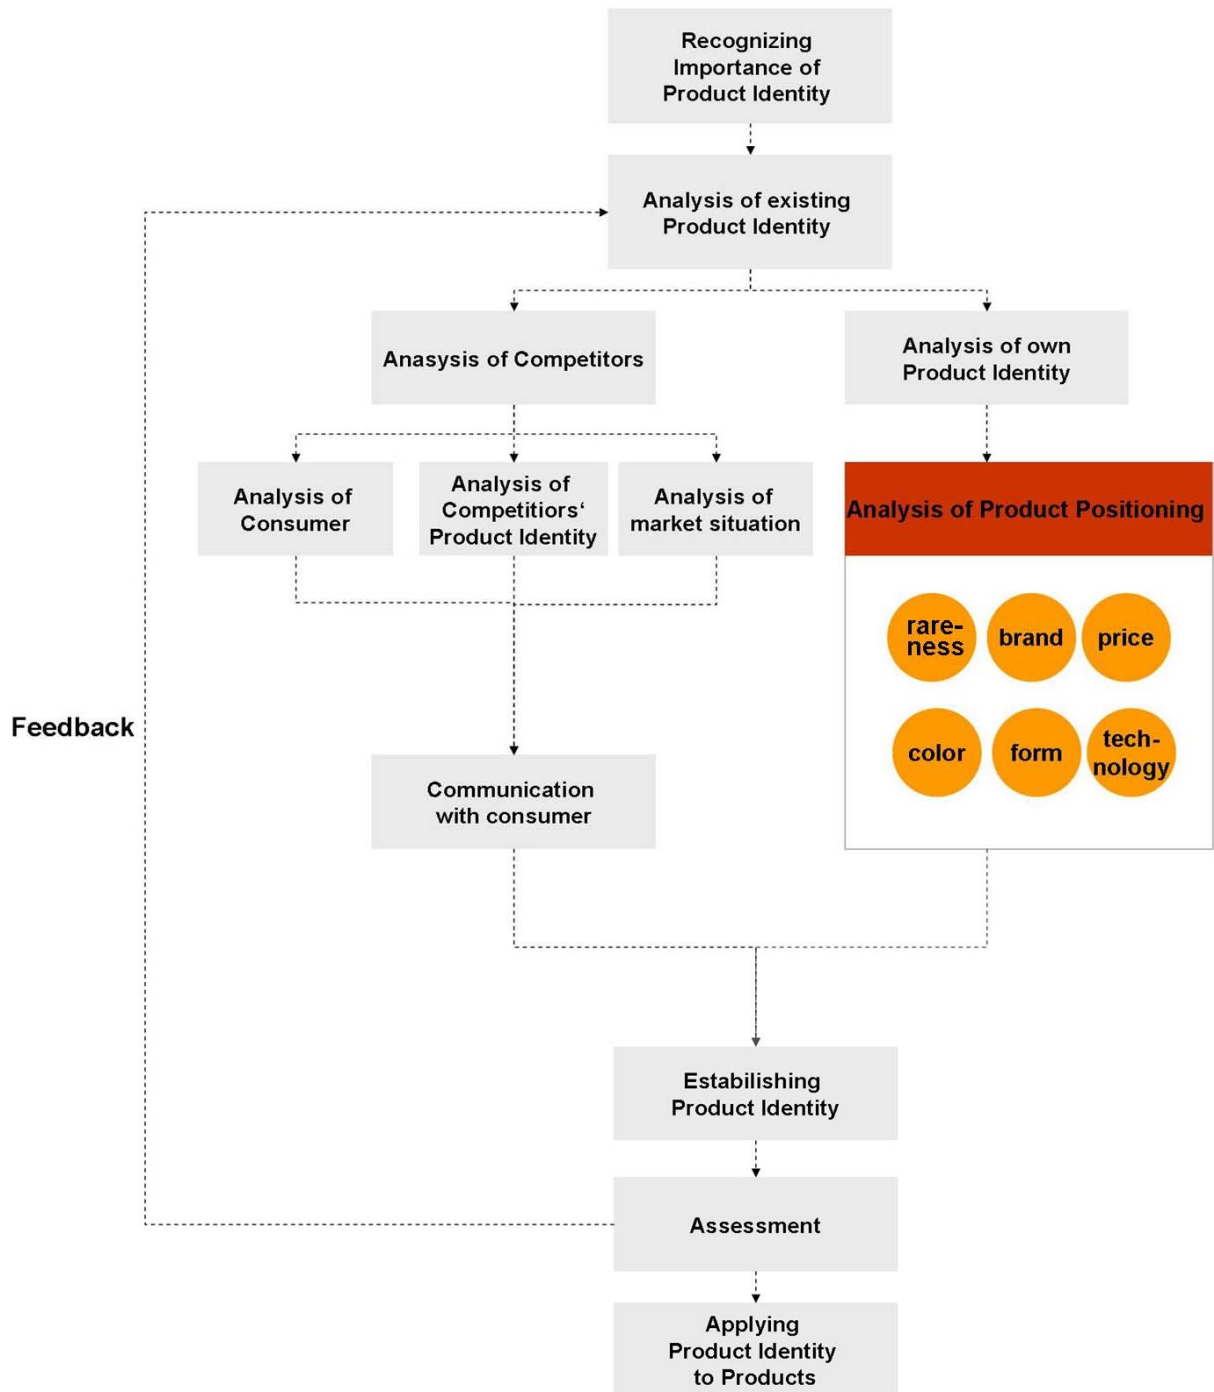 Recognizing
Importance of
Product Identity
Analysis of existing
Product Identity
Anasysis of Competitors
Analysis of own
Product Identity
Analysis of
Consumer
Analysis of
Competitiors‘
Product Identity
Analysis of
market situation
Analysis of Product Positioning
rare-
ness
brand
price
color
form
tech-
nology
Feedback
Communication
with consumer
Estabilishing
Product Identity
Assessment
Applying
Product Identity
to Products